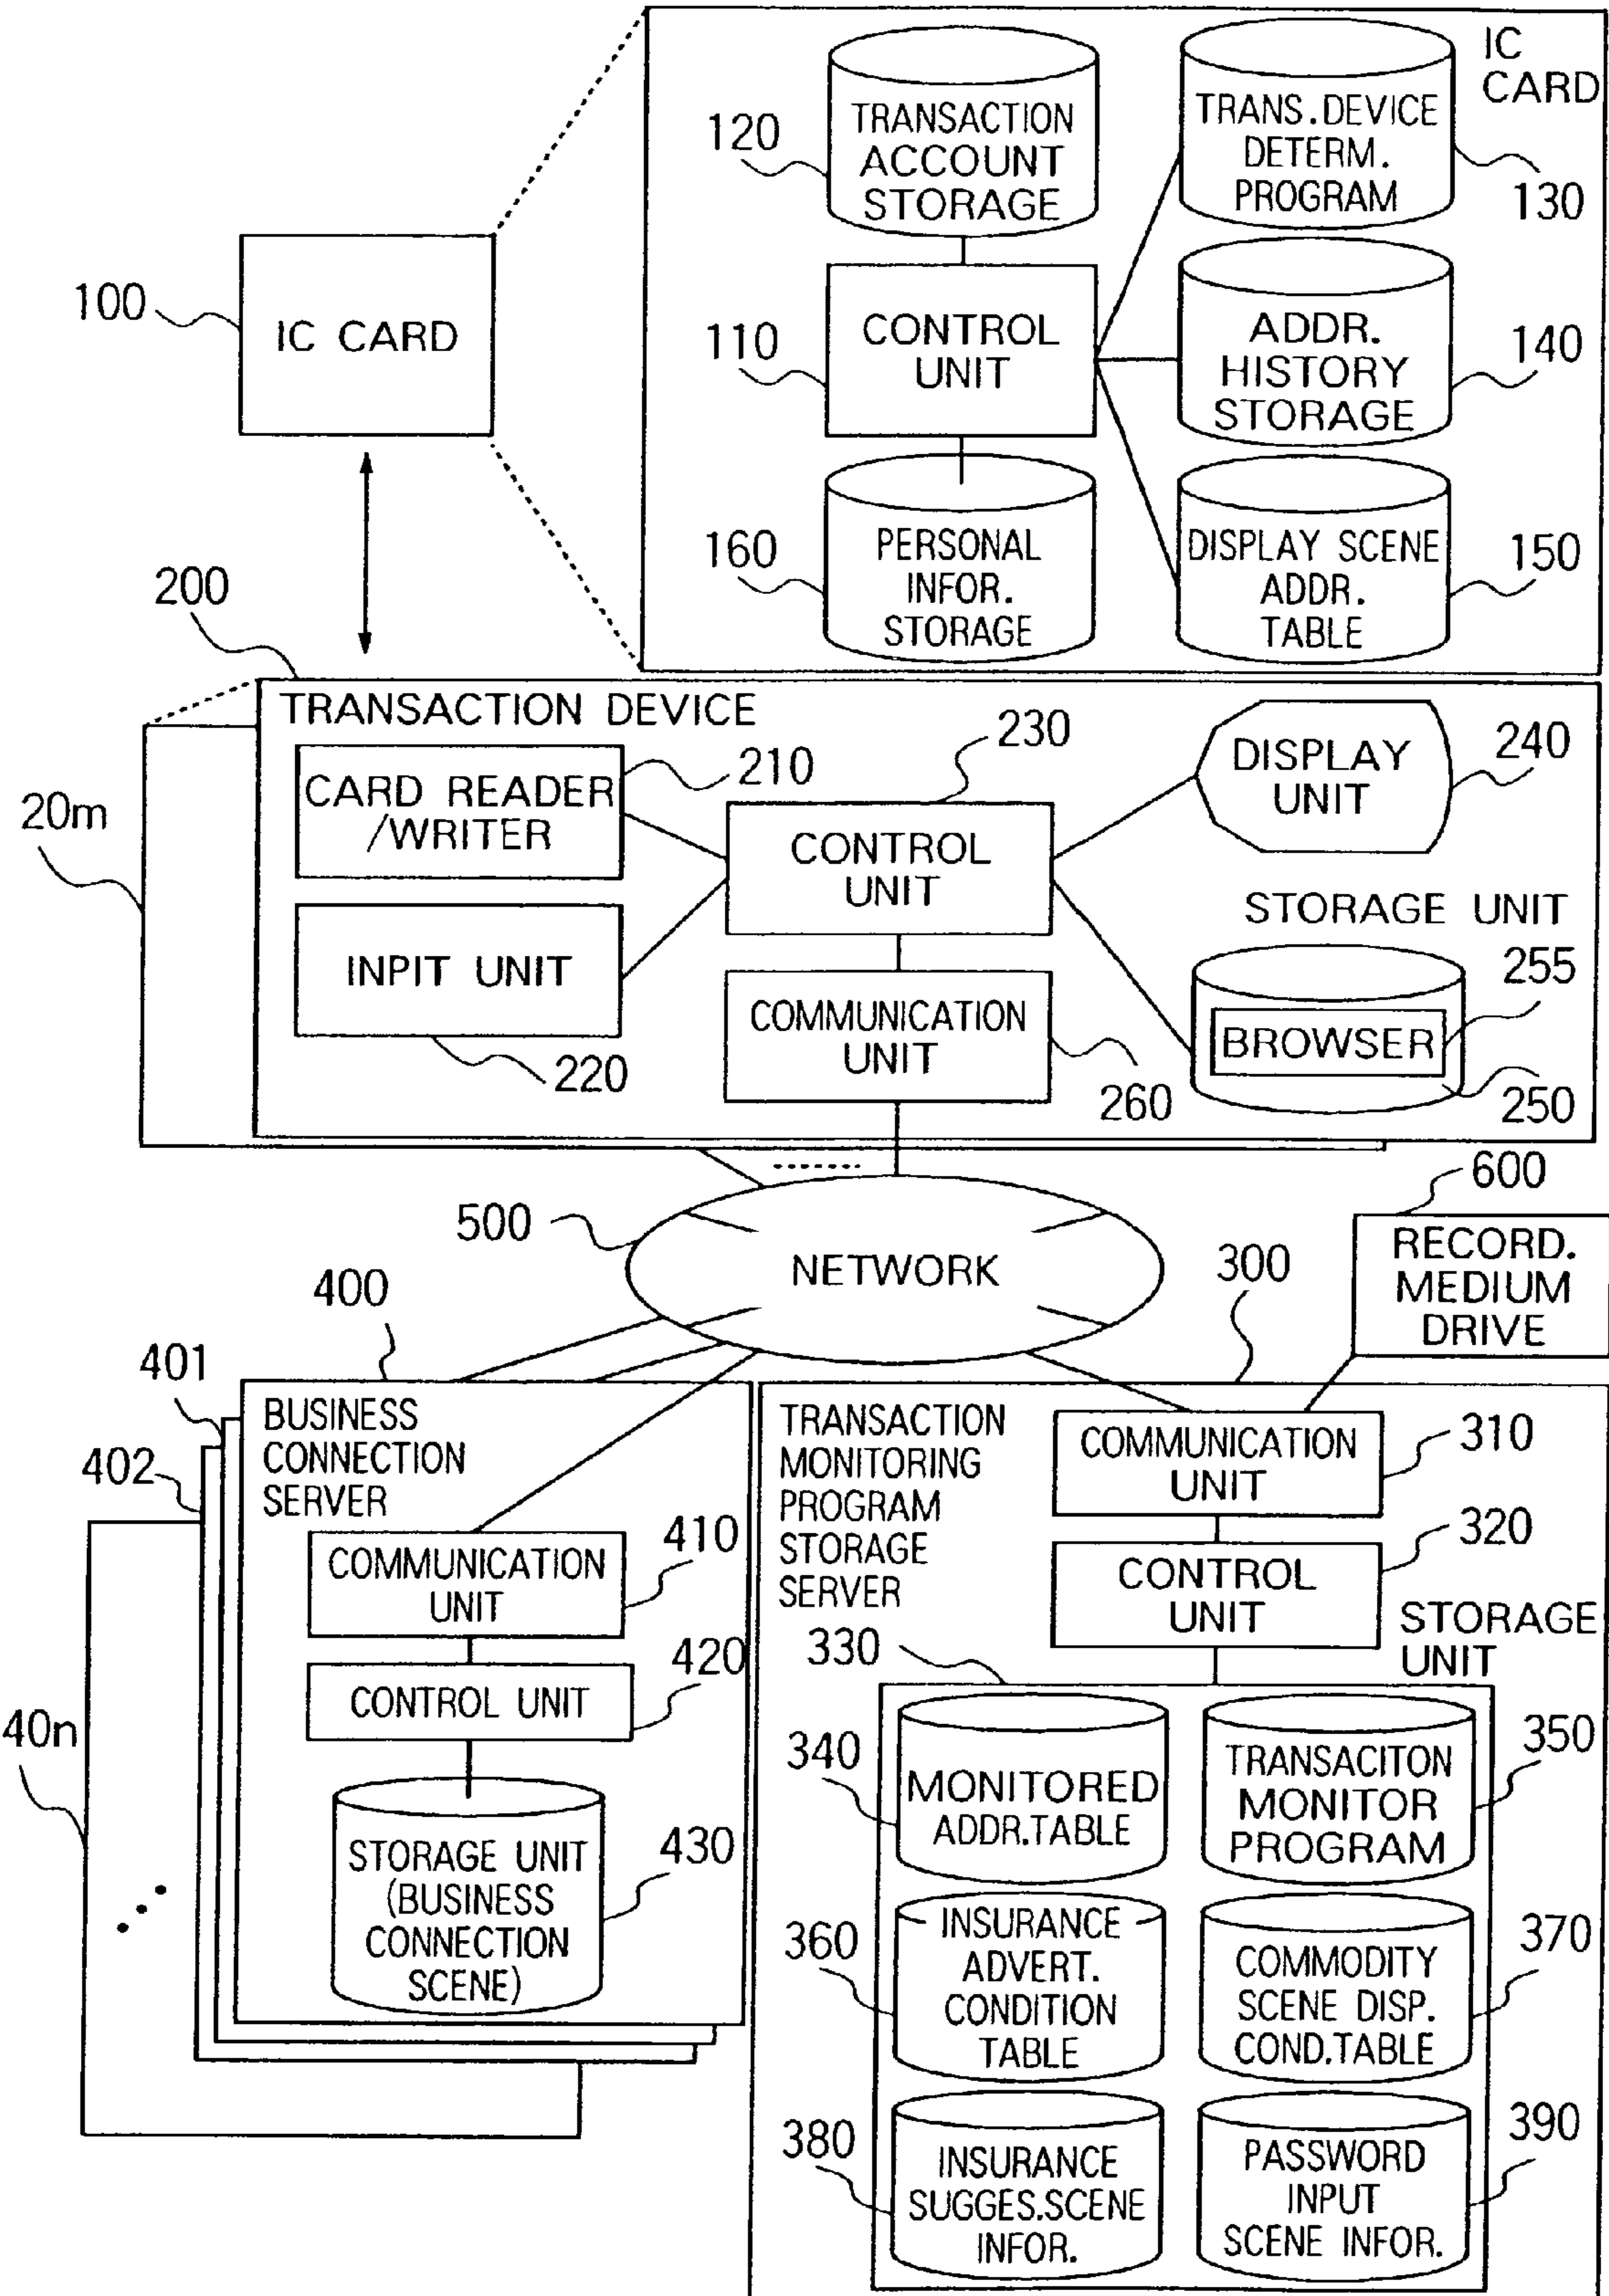 IC
CARD
120
TRANSACTION
ACCOUNT
STORAGE
TRANS.DEVICE
DETERM.
PROGRAM
130
100
IC CARD
110
CONTROL
UNIT
ADDR.
HISTORY
STORAGE
140
160
PERSONAL
INFOR.
STORAGE
DISPLAY SCENE
ADDR.
TABLE
150
200
TRANSACTION DEVICE
20m
CARD READER
/WRITER
210
230
CONTROL
UNIT
DISPLAY
UNIT
240
INPIT UNIT
220
COMMUNICATION
UNIT
260
STORAGE UNIT
255
BROWSER
250
500
NETWORK
600
RECORD.
MEDIUM
DRIVE
400
401
402
40n
BUSINESS
CONNECTION
SERVER
COMMUNICATION
UNIT
410
CONTROL UNIT
420
STORAGE UNIT
(BUSINESS
CONNECTION
SCENE)
430
300
TRANSACTION
MONITORING
PROGRAM
STORAGE
SERVER
COMMUNICATION
UNIT
310
CONTROL
UNIT
320
STORAGE
UNIT
330
340
MONITORED
ADDR.TABLE
TRANSACITON
MONITOR
PROGRAM
350
360
INSURANCE
ADVERT.
CONDITION
TABLE
COMMODITY
SCENE DISP.
COND.TABLE
370
380
INSURANCE
SUGGES.SCENE
INFOR.
PASSWORD
INPUT
SCENE INFOR.
390